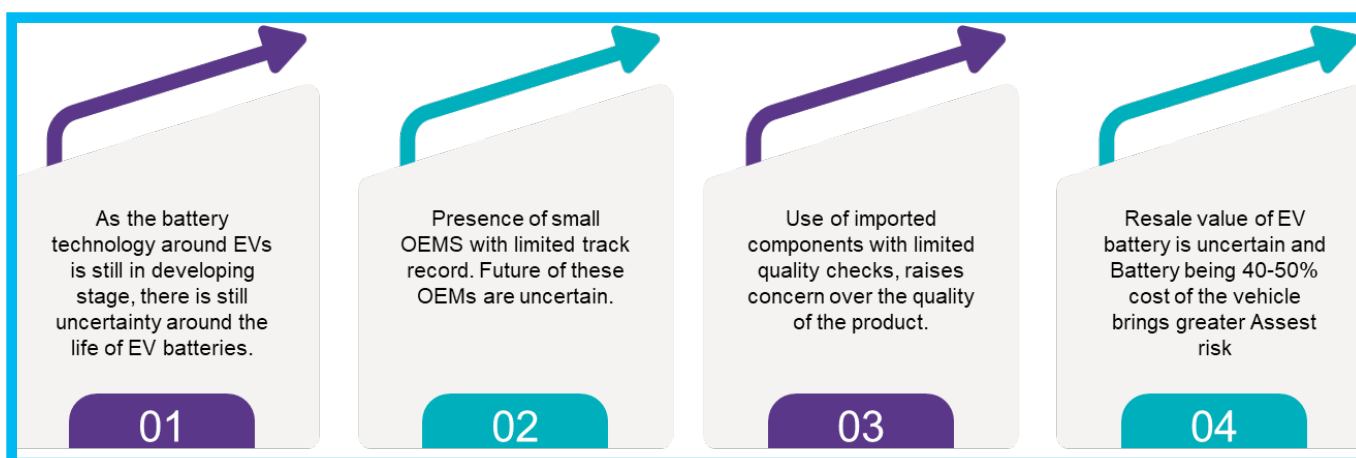 As the battery
technology around EVs
is still in developing
stage, there is still
uncertainty around the
life of EV batteries.
01
Presence of small
OEMS with limited track
record. Future of these
OEMs are uncertain.
02
Use of imported
components with limited
quality checks, raises
concern over the quality
of the product.
03
Resale value of EV
battery is uncertain and
Battery being 40-50%
cost of the vehicle
brings greater Assest
risk
04